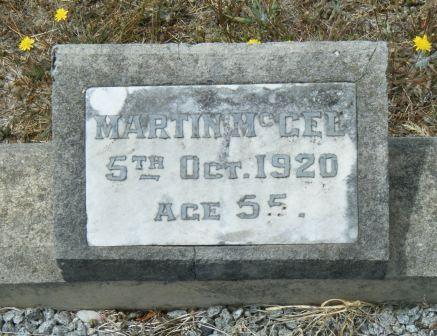 MARTIN McGEE
5TH OCT. 1920
AGE 55.